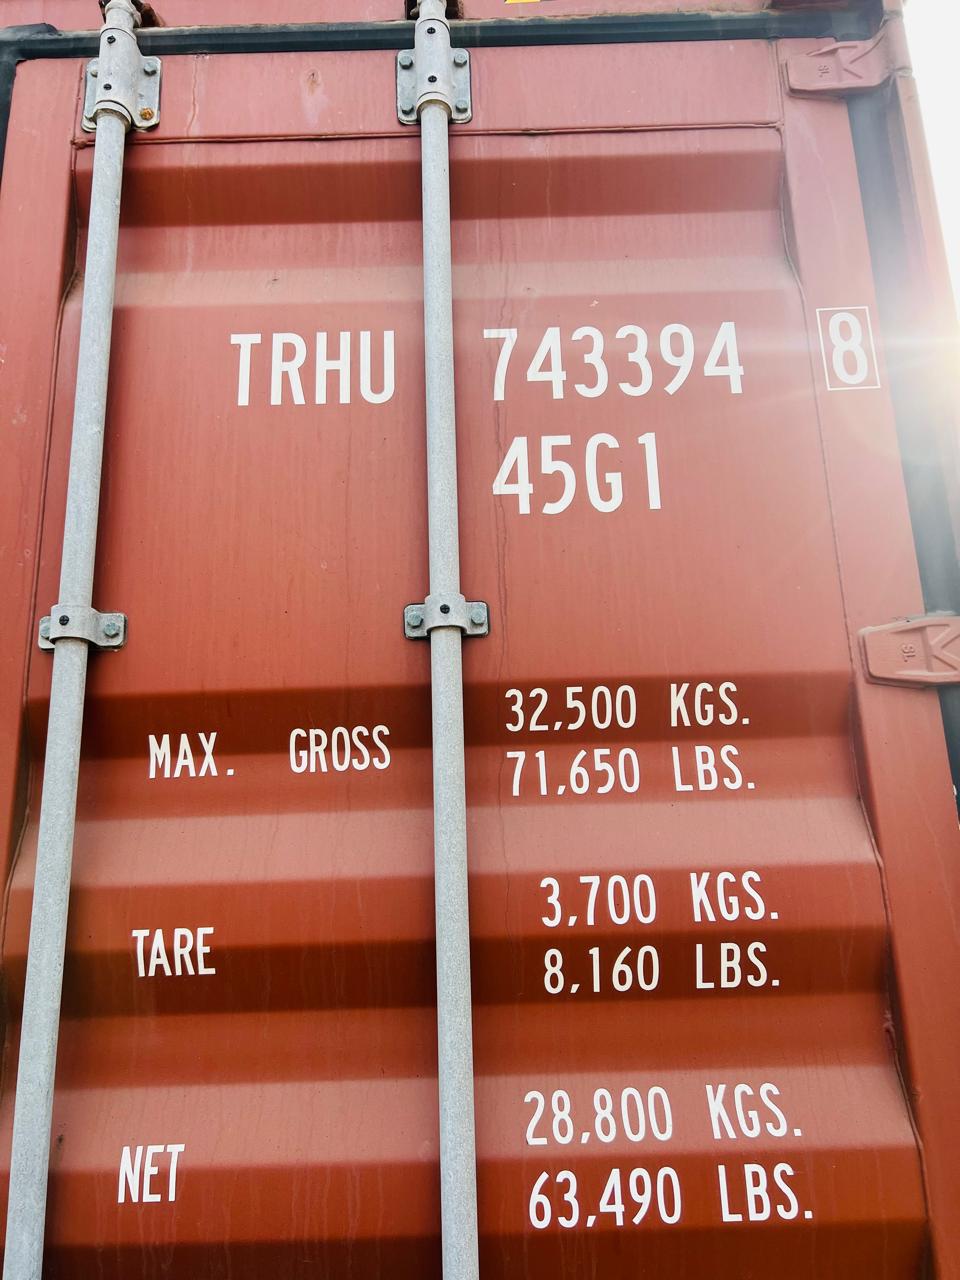 TRHU 743394 8
45G1
MAX. GROSS 32,500 KGS.
71,650 LBS.
TARE 3,700 KGS.
8,160 LBS.
NET 28,800 KGS.
63,490 LBS.